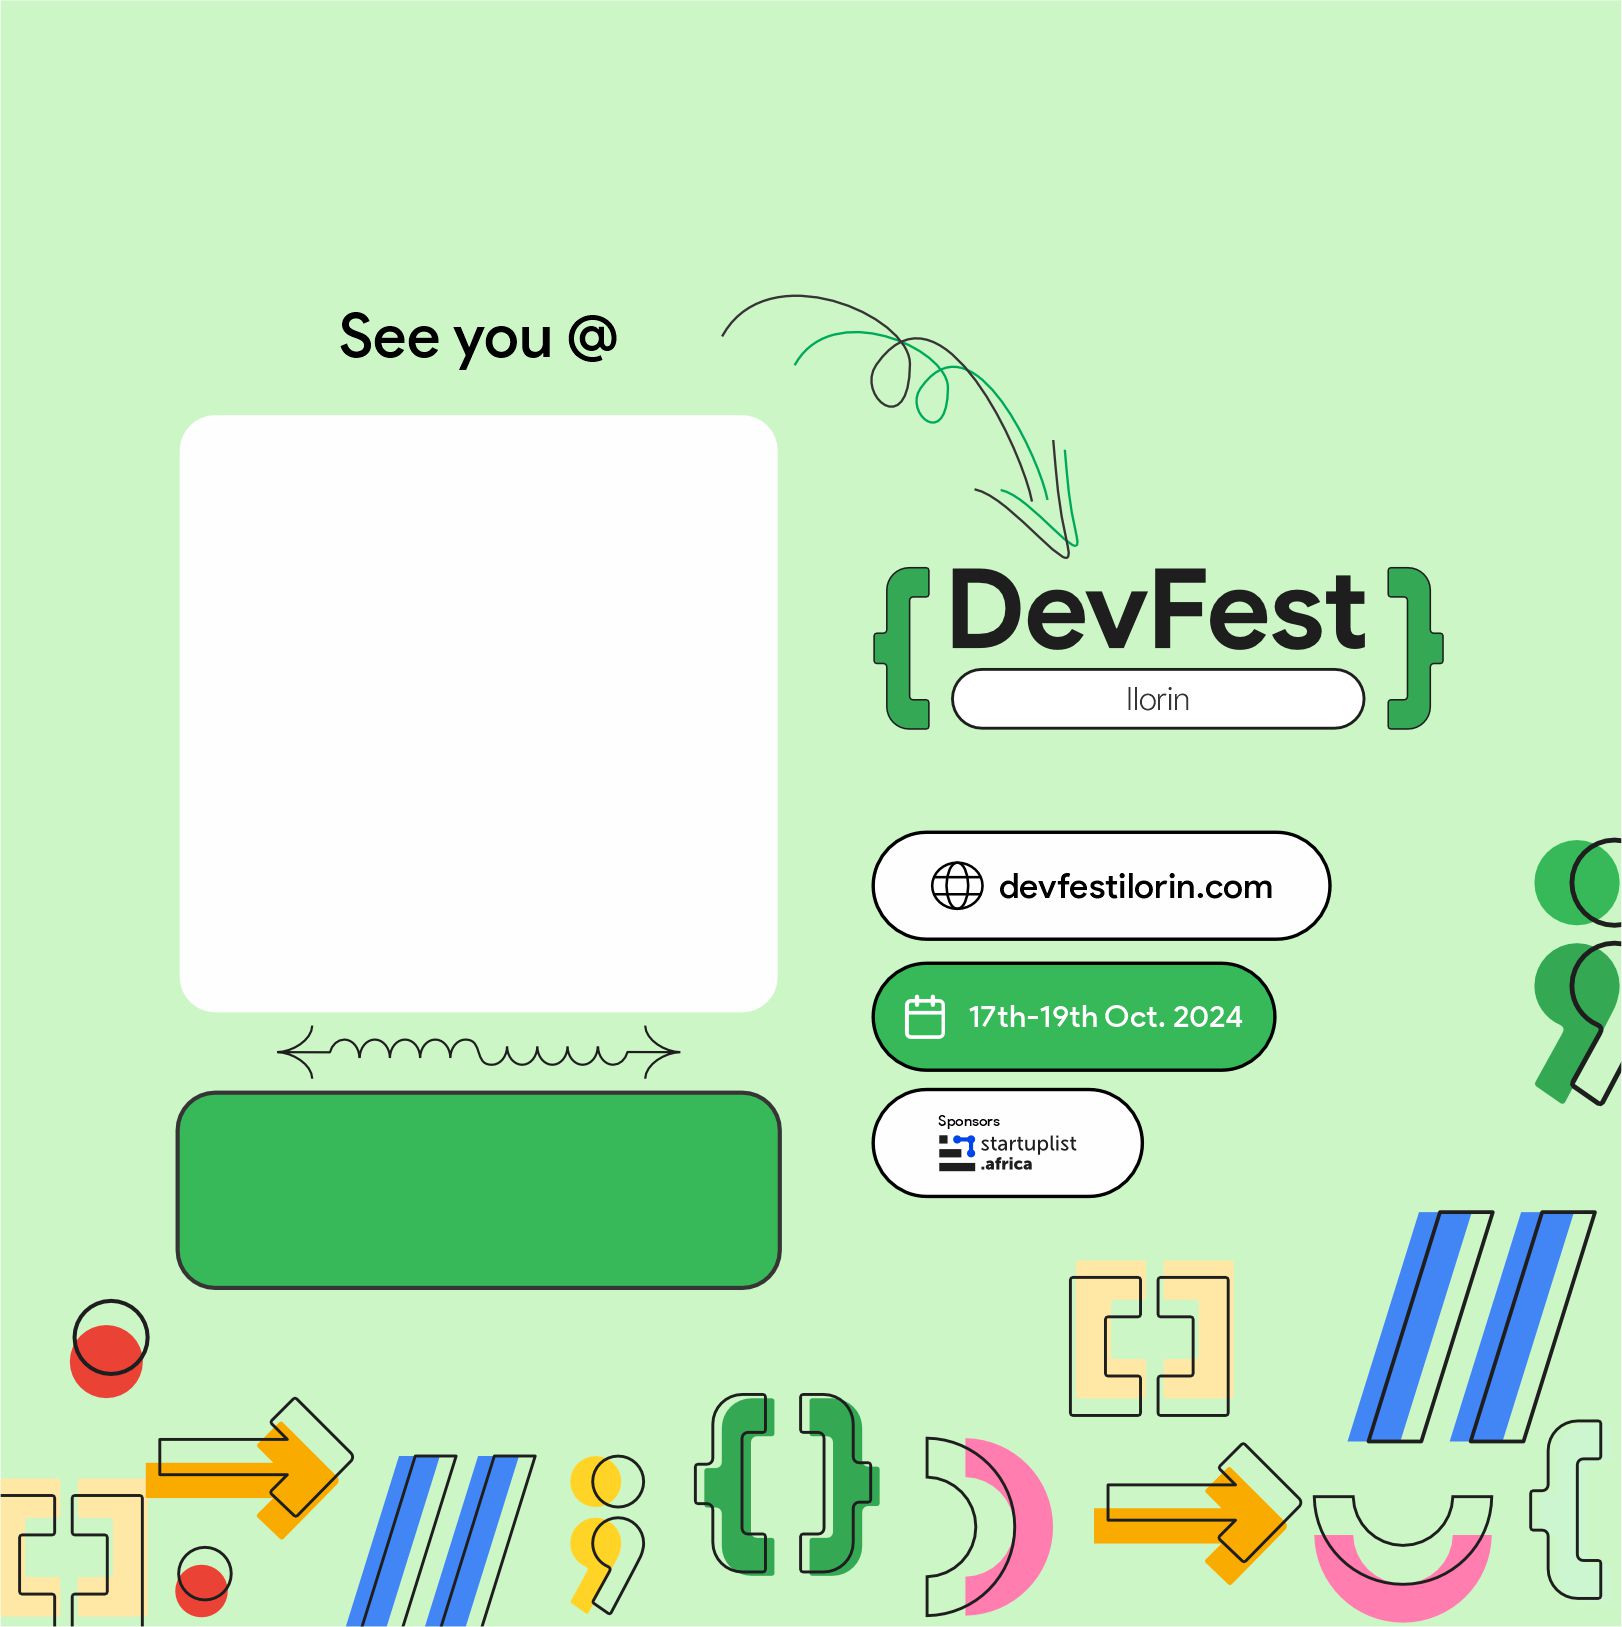 See you @
DevFest
Ilorin
devfestilorin.com
17th-19th Oct. 2024
Sponsors
startuplist
.africa